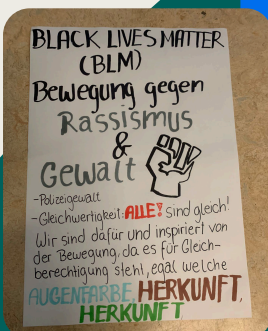 BLACK LIVES MATTER
(BLM)
Bewegung gegen
Rassismus
&
Gewalt
-Polizeigewalt
-Gleichwertigkeit: ALLE! sind gleich!
Wir sind dafür und inspiriert von
der Bewegung, da es für Gleich-
berechtigung steht, egal welche
AUGENFARBE, HERKUNFT,
HERKUNFT